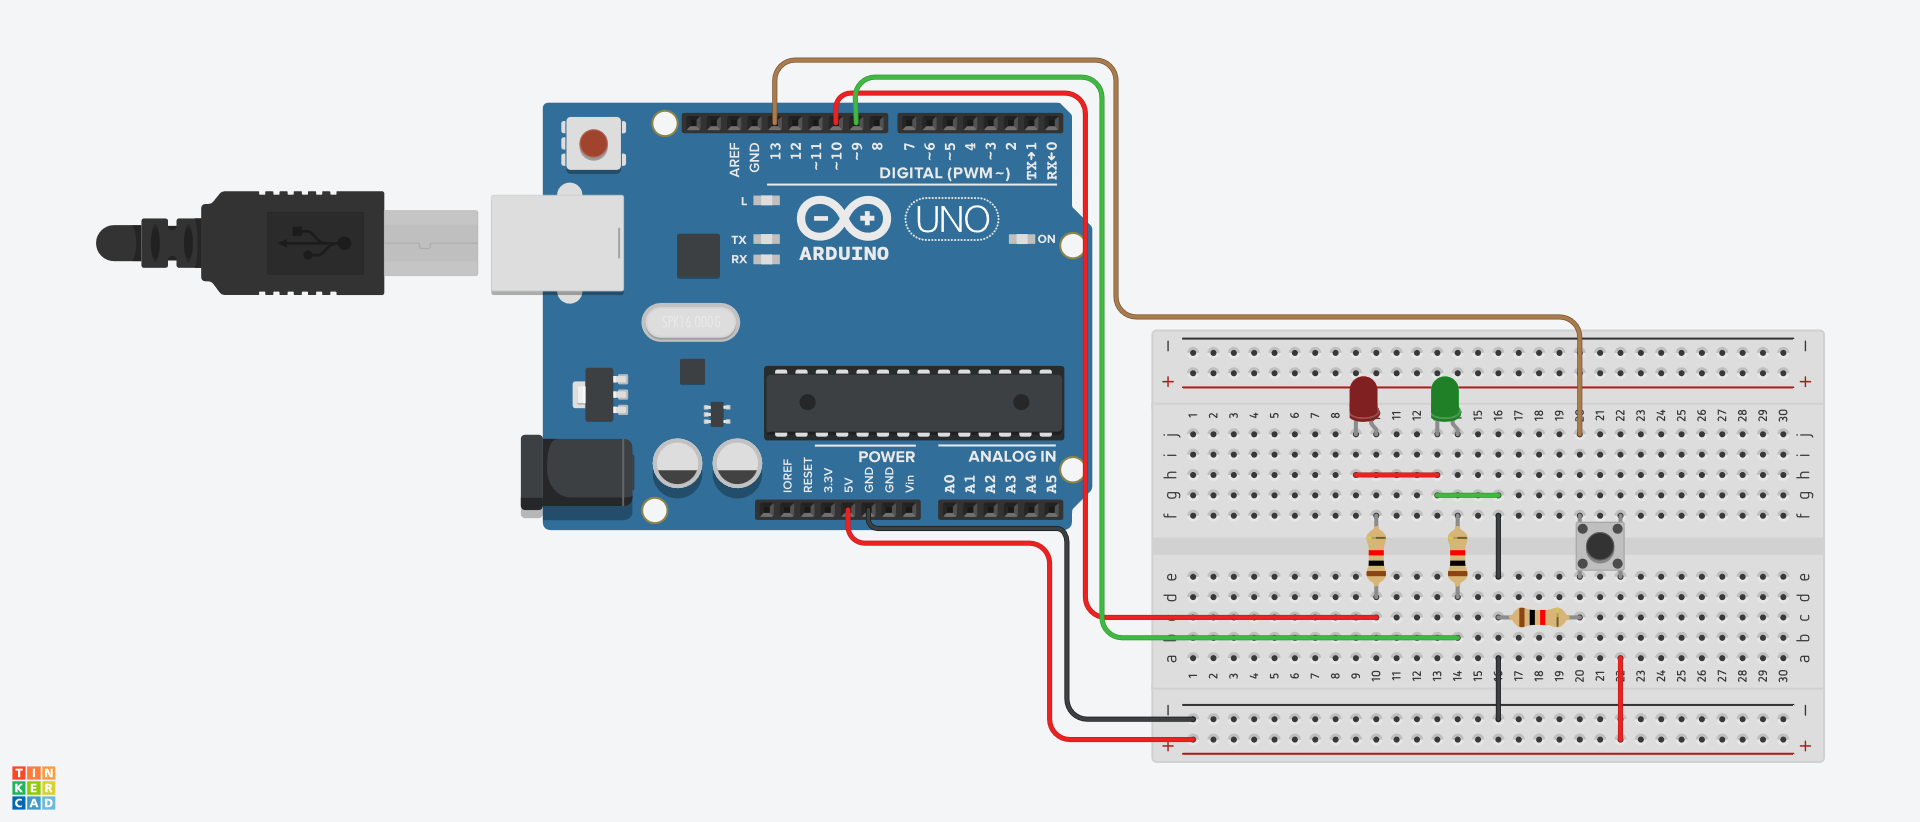 AREF
GND
13
12
~11
~10
~9
8
7
~6
~5
4
~3
2
TX→1
RX←0
DIGITAL (PWM~)
L
TX
RX
ARDUINO
UNO
ON
SPK16.000G
POWER
ANALOG IN
IOREF
RESET
3.3V
5V
GND
GND
Vin
A0
A1
A2
A3
A4
A5
− −
+ +
1 2 3 4 5 6 7 8 11 12 15 16 17 18 19 20 21 22 23 24 25 26 27 28 29 30
j j
i i
h h
g g
f f
e e
d d
c c
b b
a a
1 2 3 4 5 6 7 8 9 10 11 12 13 14 15 16 17 18 19 20 21 22 23 24 25 26 27 28 29 30
− −
+ +
TIN
KER
CAD